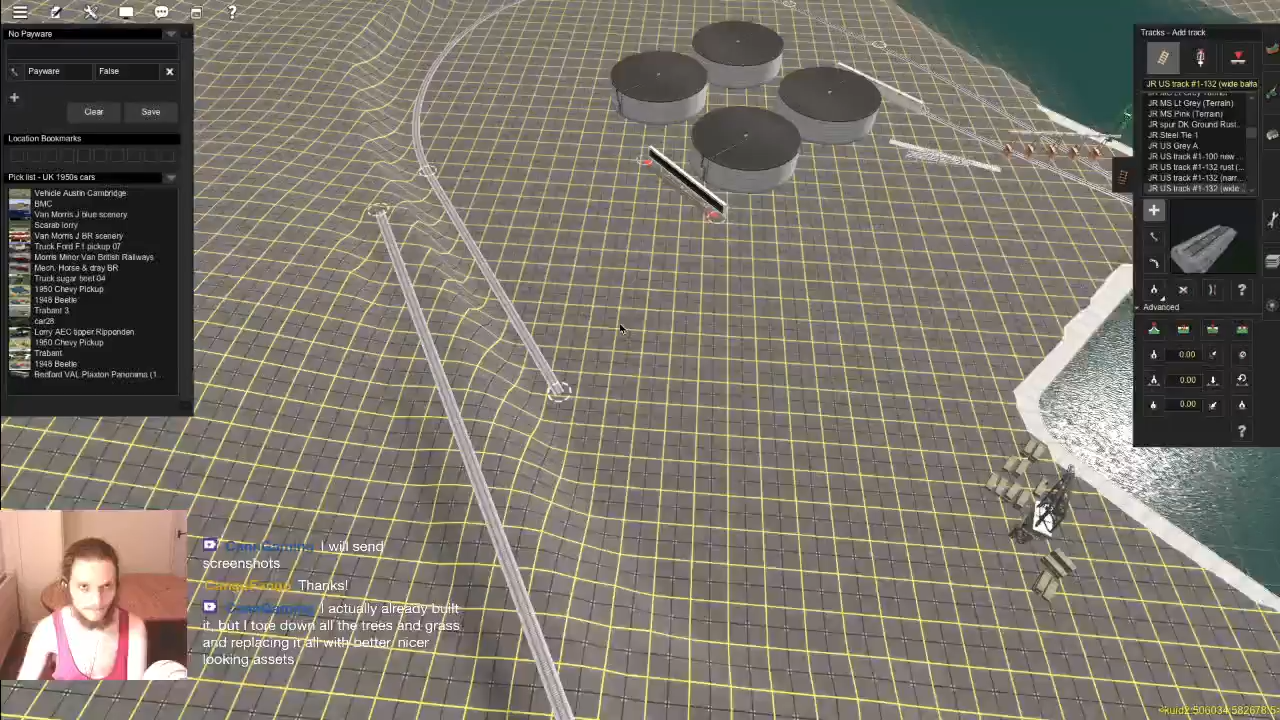 No Payware
Payware
False
Clear
Save
Location Bookmarks
Pick list - UK 1950s cars
Vehicle Austin Cambridge
BMC
Van Morris J blue scenery
Scarab lorry
Van Morris J BR scenery
Truck Ford F1 pickup 07
Morris Minor Van British Railways
Mech. Horse & dray BR
Truck sugar beet 04
1950 Chevy Pickup
1946 Beetle
Trabant 3
car28
Lorry AEC tipper Ripponden
1950 Chevy Pickup
Trabant
1946 Beetle
Bedford VAL Plaxton Panorama (1...
I will send
screenshots
Thanks!
I actually already built
it, but I tore down all the trees and grass
and replacing it all with better, nicer
looking assets
Tracks - Add track
JR US track #1-132 (wide balla
JR MS Lt Grey (Terrain)
JR MS Pink (Terrain)
JR spur DK Ground Rust...
JR Steel Tie 1
JR US Grey A
JR US track #1-100 new ...
JR US track #1-132 rust (...
JR US track #1-132 (narr...
JR US track #1-132 (wide ...
Advanced
0.00
0.00
0.00